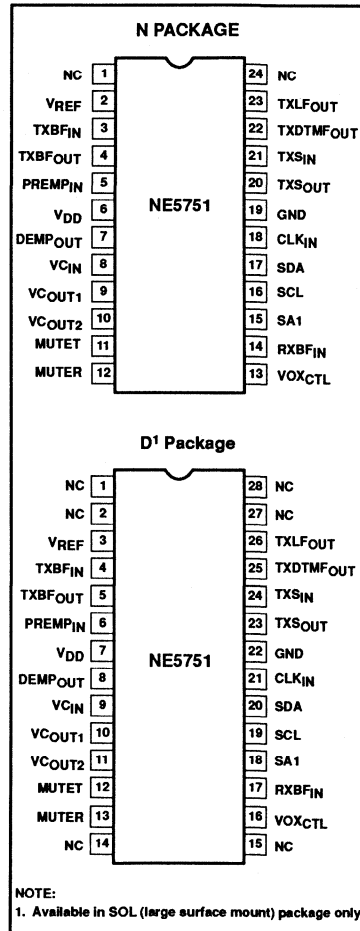 N PACKAGE
NC 1 24 NC
VREF 2 23 TXLFOUT
TXBFIN 3 22 TXDTMFOUT
TXBFOUT 4 21 TXSIN
PREMPIN 5 20 TXSOUT
VDD 6 19 GND
DEMPOUT 7 18 CLKIN
VCIN 8 17 SDA
VCOUT1 9 16 SCL
VCOUT2 10 15 SA1
MUTET 11 14 RXBFIN
MUTER 12 13 VOXCTL
NE5751
D1 Package
NC 1 28 NC
NC 2 27 NC
VREF 3 26 TXLFOUT
TXBFIN 4 25 TXDTMFOUT
TXBFOUT 5 24 TXSIN
PREMPIN 6 23 TXSOUT
VDD 7 22 GND
DEMPOUT 8 21 CLKIN
VCIN 9 20 SDA
VCOUT1 10 19 SCL
VCOUT2 11 18 SA1
MUTET 12 17 RXBFIN
MUTER 13 16 VOXCTL
NC 14 15 NC
NE5751
NOTE:
1. Available in SOL (large surface mount) package only